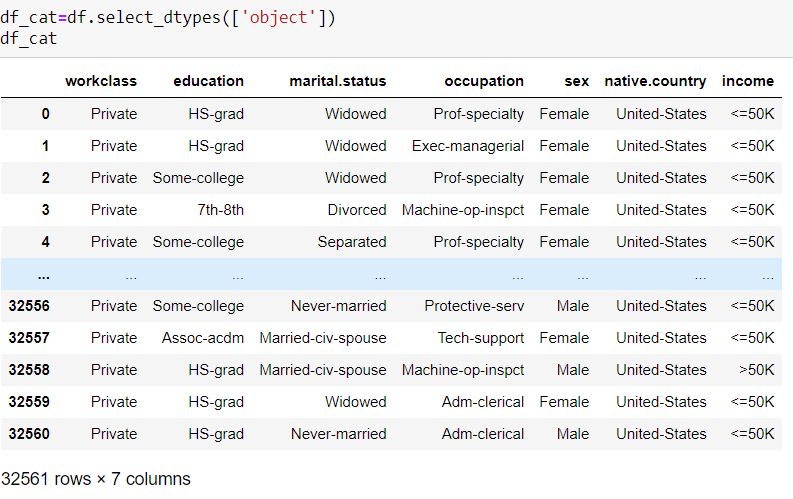 df_cat=df.select_dtypes(['object'])
df_cat
workclass education marital.status occupation sex native.country income
0 Private HS-grad Widowed Prof-specialty Female United-States <=50K
1 Private HS-grad Widowed Exec-managerial Female United-States <=50K
2 Private Some-college Widowed Prof-specialty Female United-States <=50K
3 Private 7th-8th Divorced Machine-op-inspct Female United-States <=50K
4 Private Some-college Separated Prof-specialty Female United-States <=50K
... ... ... ... ... ... ... ...
32556 Private Some-college Never-married Protective-serv Male United-States <=50K
32557 Private Assoc-acdm Married-civ-spouse Tech-support Female United-States <=50K
32558 Private HS-grad Married-civ-spouse Machine-op-inspct Male United-States >50K
32559 Private HS-grad Widowed Adm-clerical Female United-States <=50K
32560 Private HS-grad Never-married Adm-clerical Male United-States <=50K
32561 rows × 7 columns